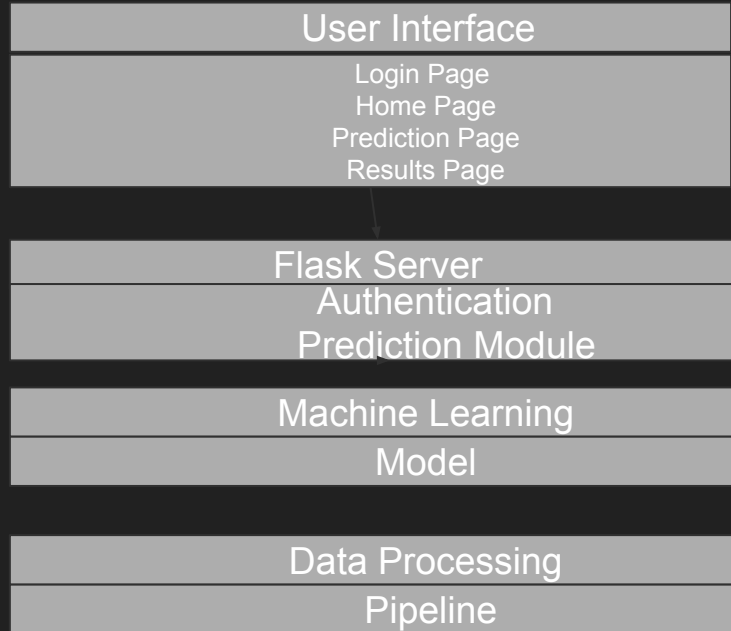 User Interface
Login Page
Home Page
Prediction Page
Results Page
Flask Server
Authentication
Prediction Module
Machine Learning
Model
Data Processing
Pipeline